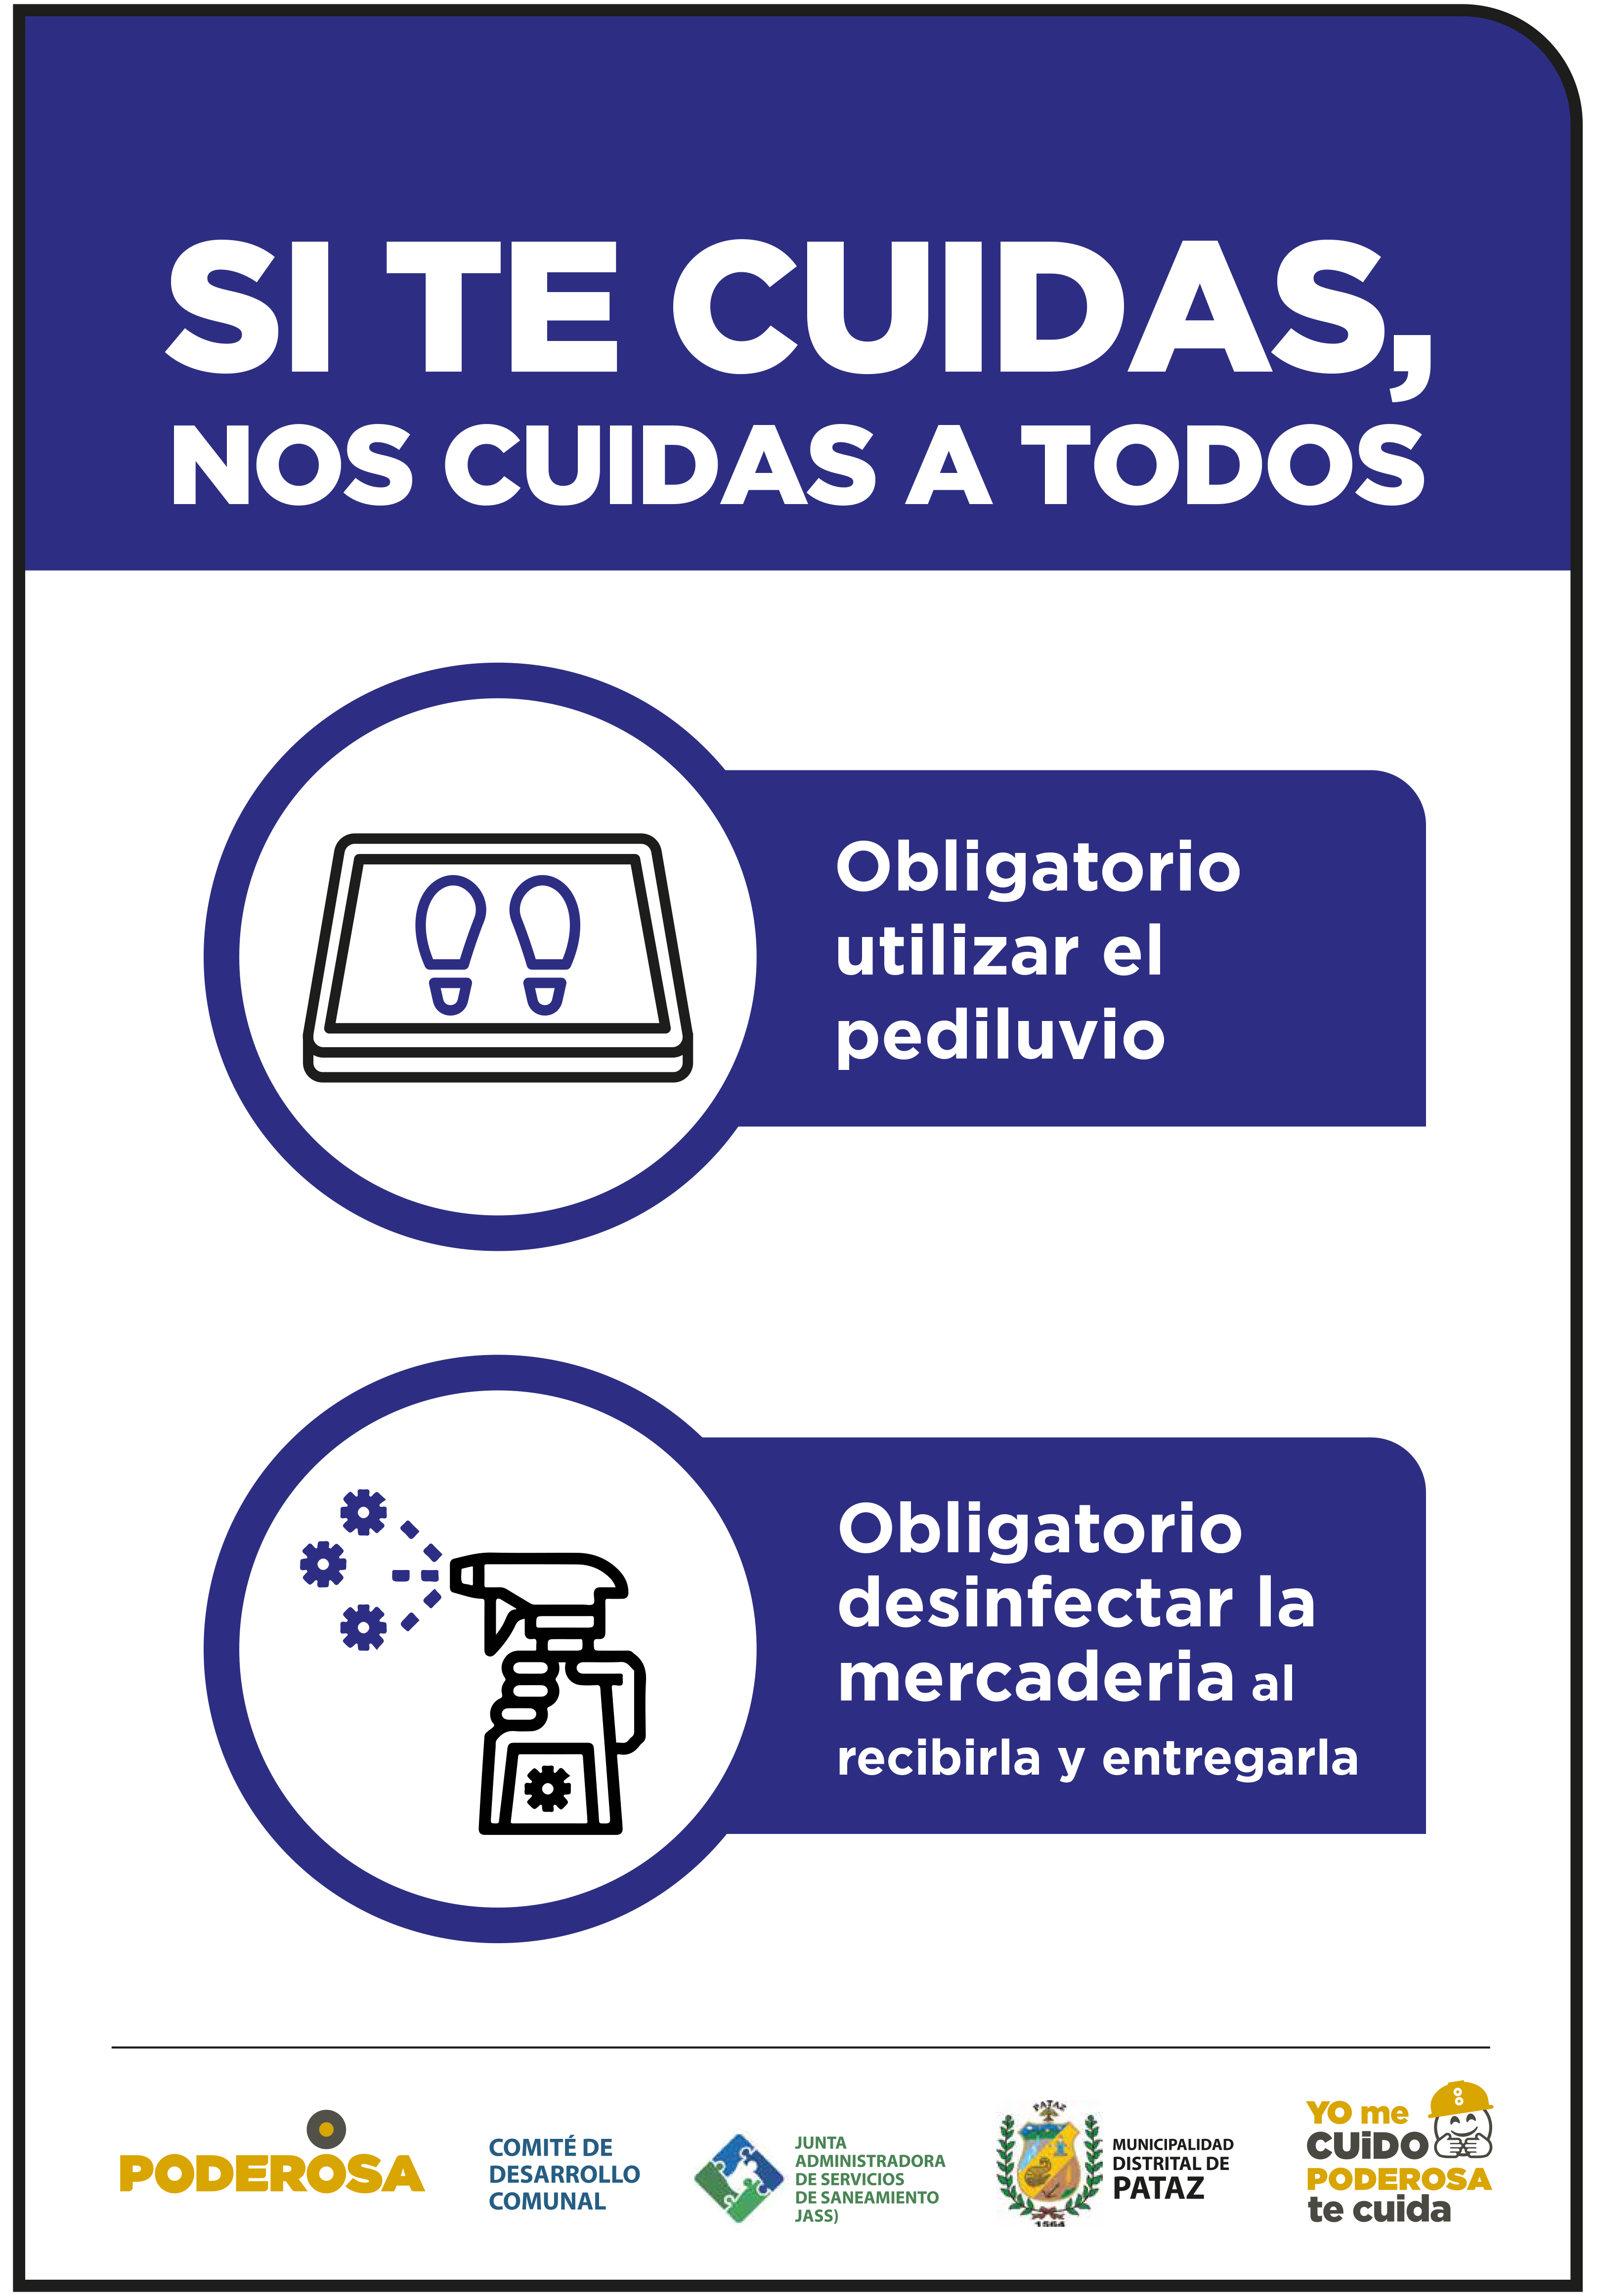 SI TE CUIDAS,
NOS CUIDAS A TODOS
Obligatorio
utilizar el
pediluvio
Obligatorio
desinfectar la
mercaderia al
recibirla y entregarla
PODEROSA
COMITÉ DE
DESARROLLO
COMUNAL
JUNTA
ADMINISTRADORA
DE SERVICIOS
DE SANEAMIENTO
JASS)
PATAZ
1564
MUNICIPALIDAD
DISTRITAL DE
PATAZ
YO me
CUiDO
PODEROSA
te cuida